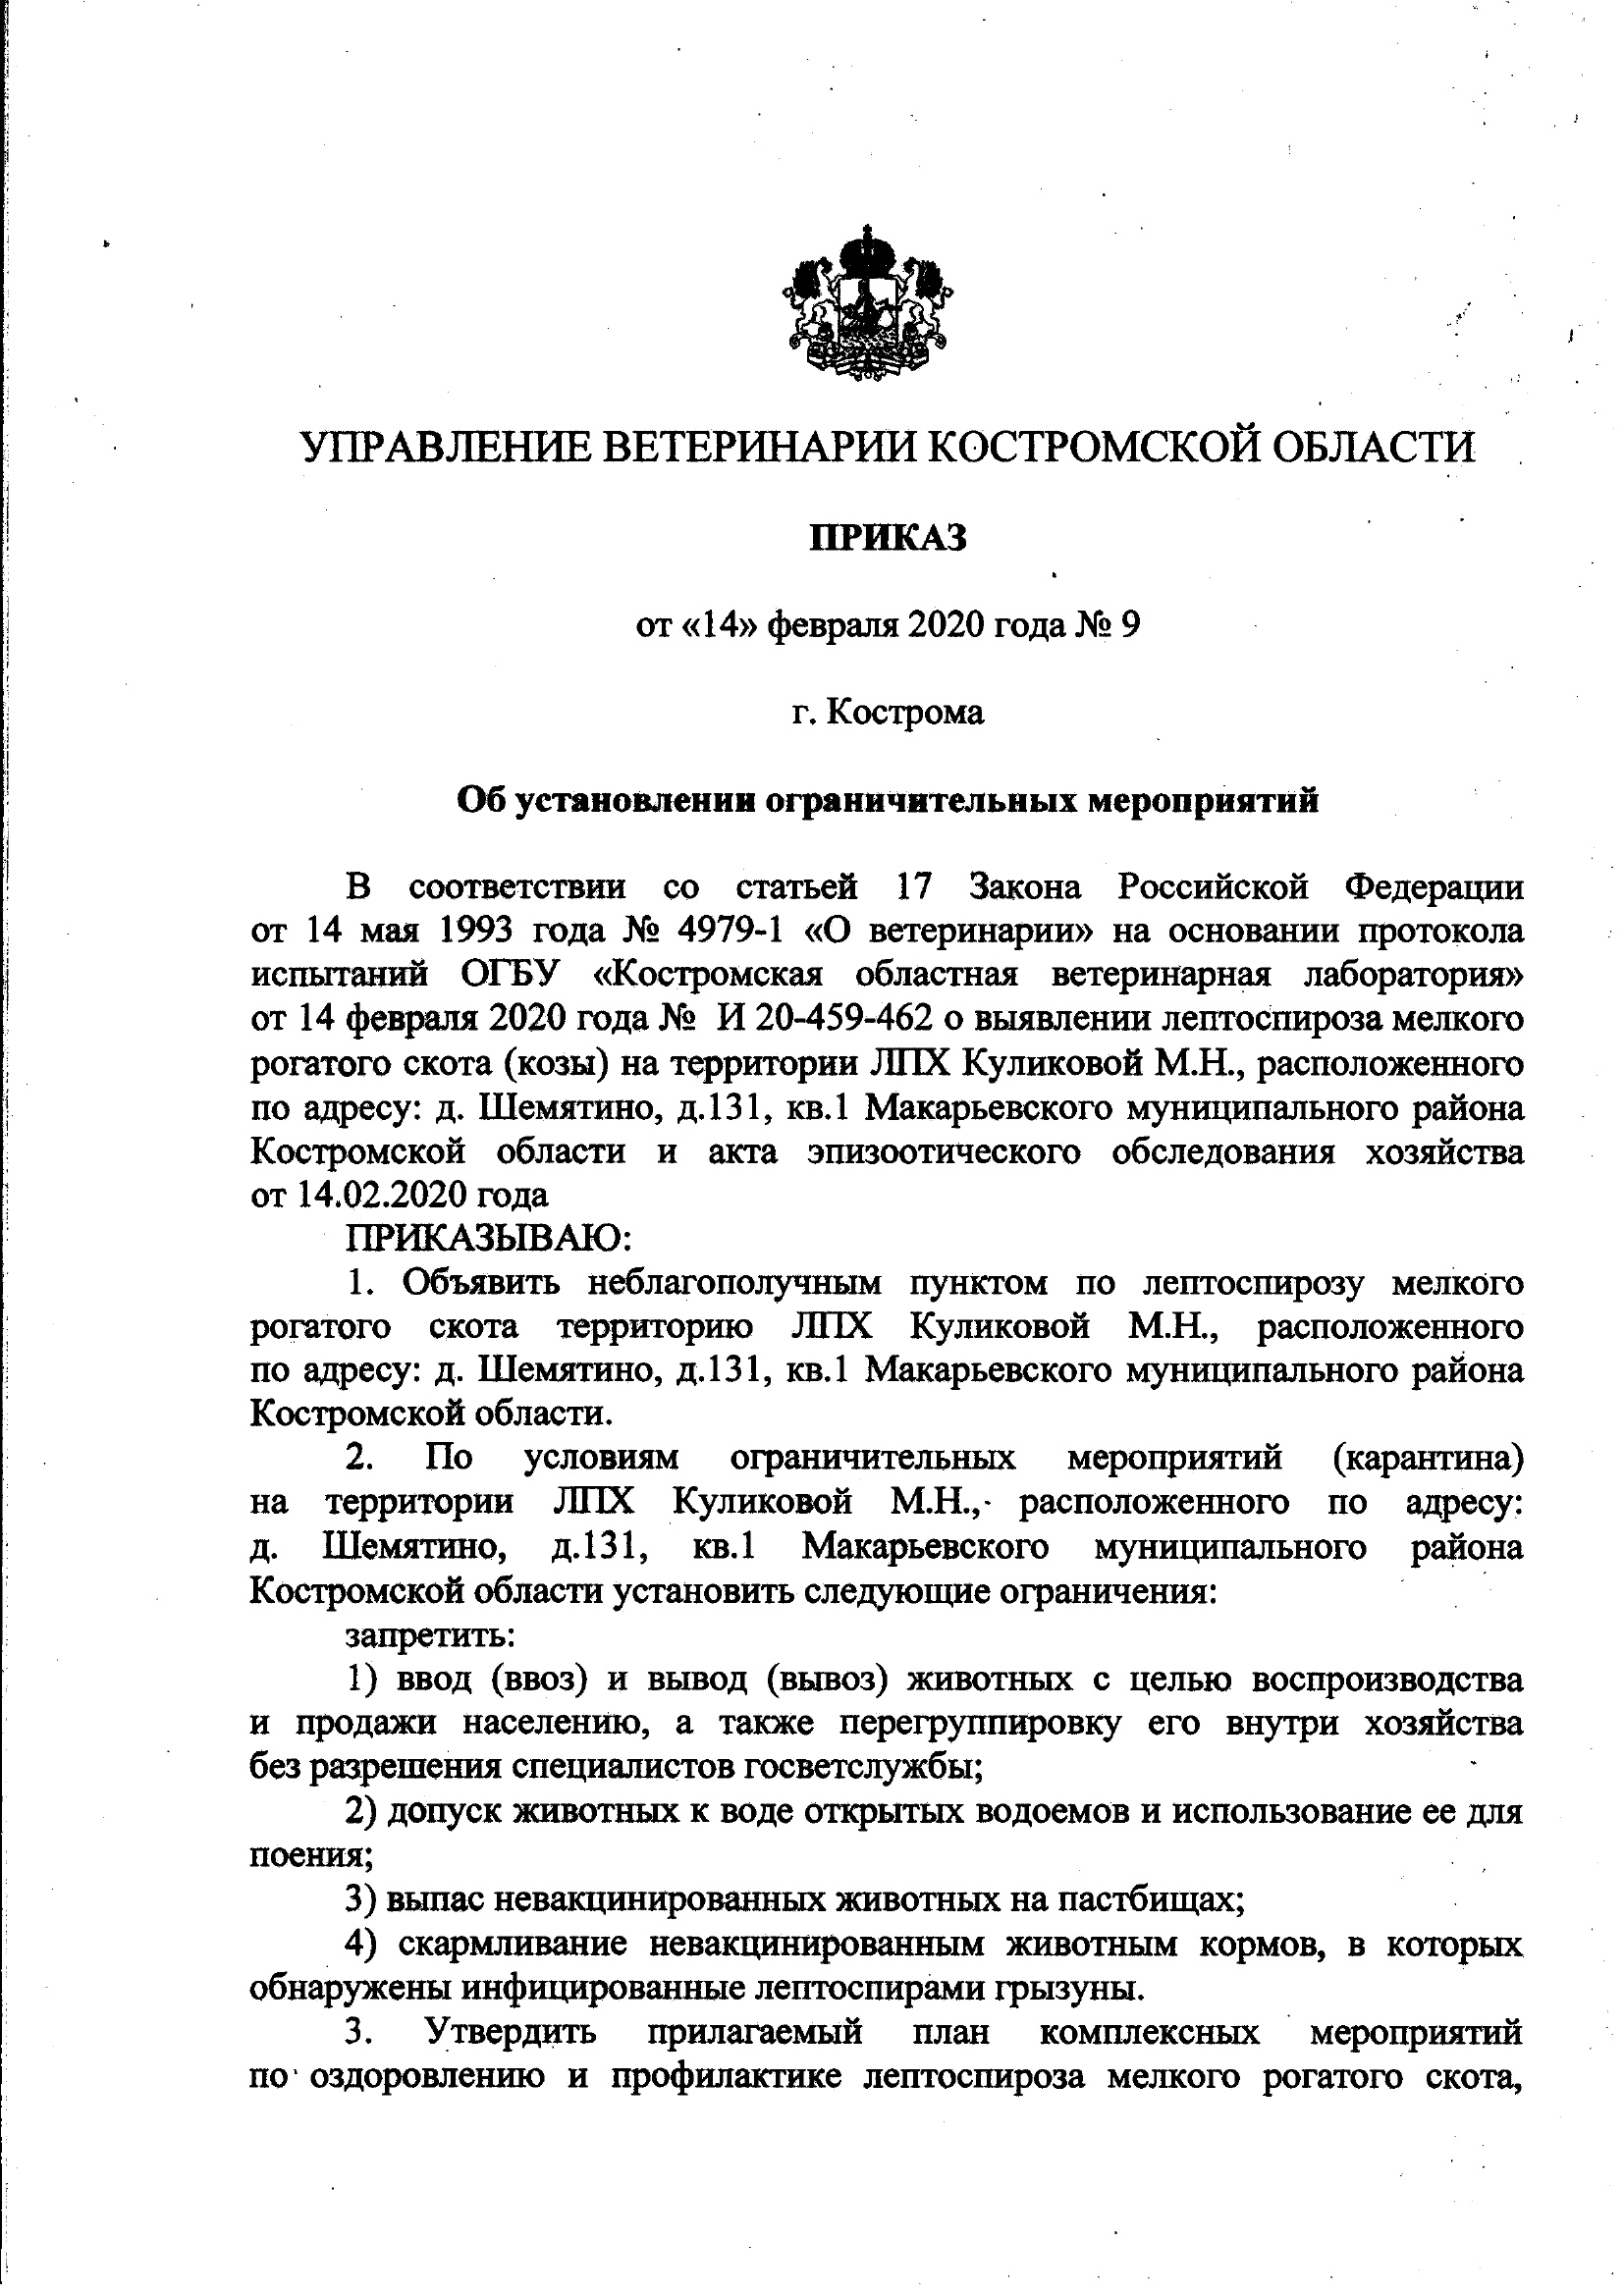 УПРАВЛЕНИЕ ВЕТЕРИНАРИИ КОСТРОМСКОЙ ОБЛАСТИ
ПРИКАЗ
от «14» февраля 2020 года № 9
г. Кострома
Об установлении ограничительных мероприятий
В соответствии со статьей 17 Закона Российской Федерации
от 14 мая 1993 года № 4979-1 «О ветеринарии» на основании протокола
испытаний ОГБУ «Костромская областная ветеринарная лаборатория»
от 14 февраля 2020 года № И 20-459-462 о выявлении лептоспироза мелкого
рогатого скота (козы) на территории ЛПХ Куликовой М.Н., расположенного
по адресу: д. Шемятино, д.131, кв.1 Макарьевского муниципального района
Костромской области и акта эпизоотического обследования хозяйства
от 14.02.2020 года
ПРИКАЗЫВАЮ:
1. Объявить неблагополучным пунктом по лептоспирозу мелкого
рогатого скота территорию ЛПХ Куликовой М.Н., расположенного
по адресу: д. Шемятино, д.131, кв.1 Макарьевского муниципального района
Костромской области.
2. По условиям ограничительных мероприятий (карантина)
на территории ЛПХ Куликовой М.Н., расположенного по адресу:
д. Шемятино, д.131, кв.1 Макарьевского муниципального района
Костромской области установить следующие ограничения:
запретить:
1) ввод (ввоз) и вывод (вывоз) животных с целью воспроизводства
и продажи населению, а также перегруппировку его внутри хозяйства
без разрешения специалистов госветслужбы;
2) допуск животных к воде открытых водоемов и использование ее для
поения;
3) выпас невакцинированных животных на пастбищах;
4) скармливание невакцинированным животным кормов, в которых
обнаружены инфицированные лептоспирами грызуны.
3. Утвердить прилагаемый план комплексных мероприятий
по оздоровлению и профилактике лептоспироза мелкого рогатого скота,